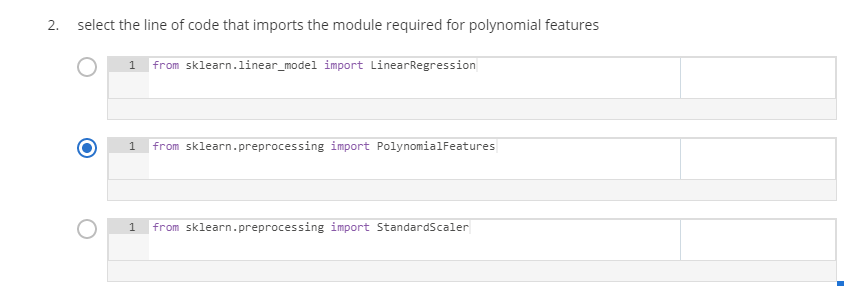 2. select the line of code that imports the module required for polynomial features
1 from sklearn.linear_model import LinearRegression
1 from sklearn.preprocessing import PolynomialFeatures
1 from sklearn.preprocessing import StandardScaler